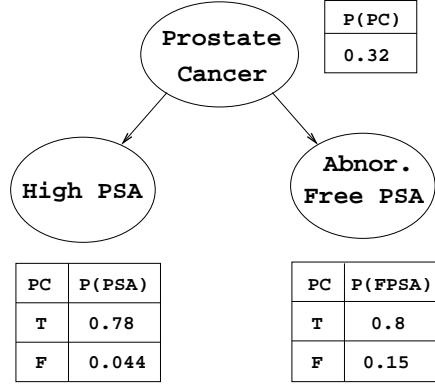 Prostate
Cancer
P(PC)
0.32
High PSA
Abnor.
Free PSA
PC P(PSA)
T 0.78
F 0.044
PC P(FPSA)
T 0.8
F 0.15